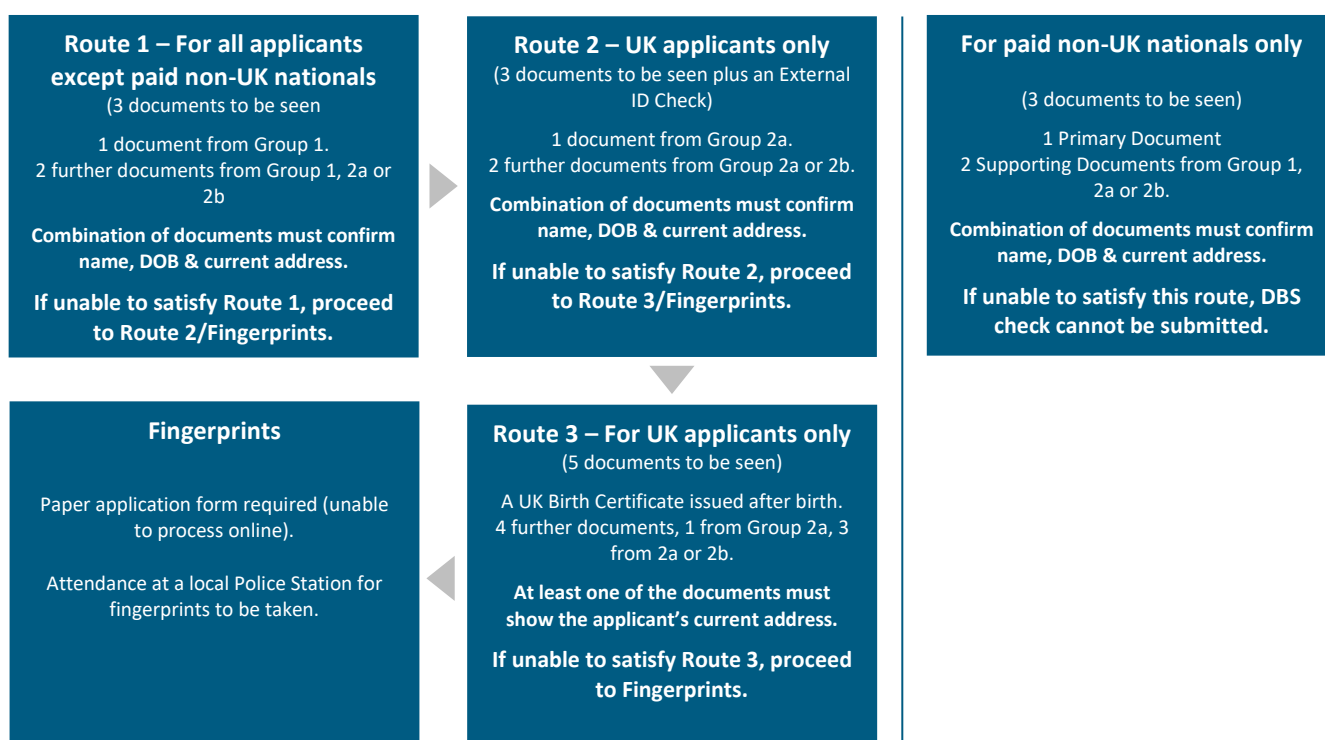 Route 1 – For all applicants
except paid non-UK nationals
(3 documents to be seen
1 document from Group 1.
2 further documents from Group 1, 2a or
2b
Combination of documents must confirm
name, DOB & current address.
If unable to satisfy Route 1, proceed
to Route 2/Fingerprints.
Route 2 – UK applicants only
(3 documents to be seen plus an External
ID Check)
1 document from Group 2a.
2 further documents from Group 2a or 2b.
Combination of documents must confirm
name, DOB & current address.
If unable to satisfy Route 2, proceed
to Route 3/Fingerprints.
For paid non-UK nationals only
(3 documents to be seen)
1 Primary Document
2 Supporting Documents from Group 1,
2a or 2b.
Combination of documents must confirm
name, DOB & current address.
If unable to satisfy this route, DBS
check cannot be submitted.
Fingerprints
Paper application form required (unable
to process online).
Attendance at a local Police Station for
fingerprints to be taken.
Route 3 – For UK applicants only
(5 documents to be seen)
A UK Birth Certificate issued after birth.
4 further documents, 1 from Group 2a, 3
from 2a or 2b.
At least one of the documents must
show the applicant’s current address.
If unable to satisfy Route 3, proceed
to Fingerprints.